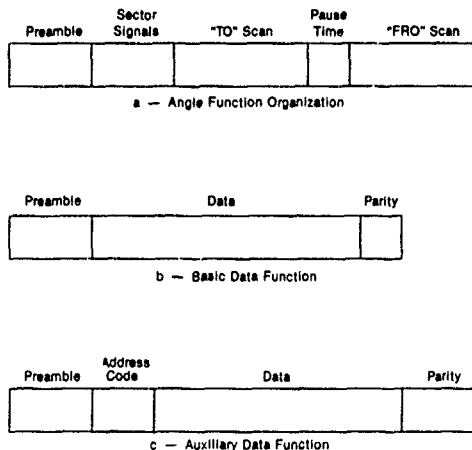 Preamble Sector Signals "TO" Scan Pause Time "FRO" Scan
a — Angle Function Organization
Preamble Data Parity
b — Basic Data Function
Preamble Address Code Data Parity
c — Auxiliary Data Function